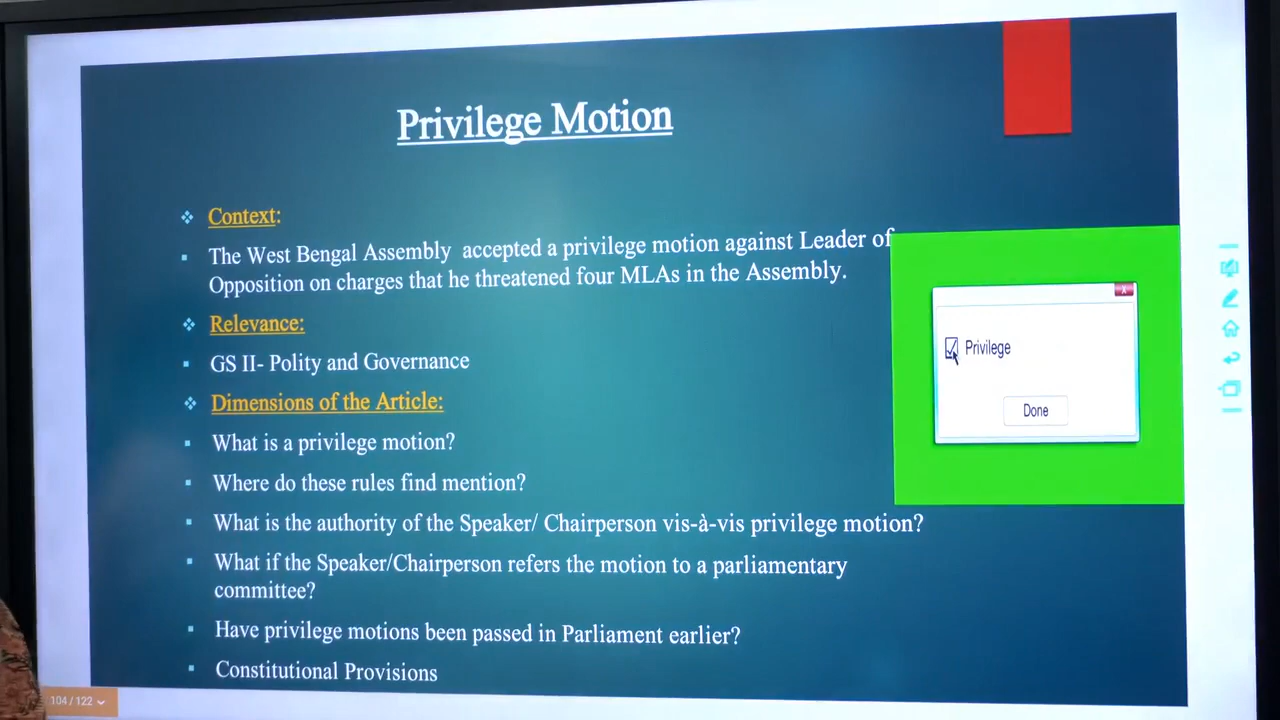 Privilege Motion
Context:
The West Bengal Assembly accepted a privilege motion against Leader of
Opposition on charges that he threatened four MLAs in the Assembly.
Relevance:
GS II- Polity and Governance
Dimensions of the Article:
What is a privilege motion?
Where do these rules find mention?
What is the authority of the Speaker/ Chairperson vis-à-vis privilege motion?
What if the Speaker/Chairperson refers the motion to a parliamentary
committee?
Have privilege motions been passed in Parliament earlier?
Constitutional Provisions
x
Privilege
Done
104 / 122